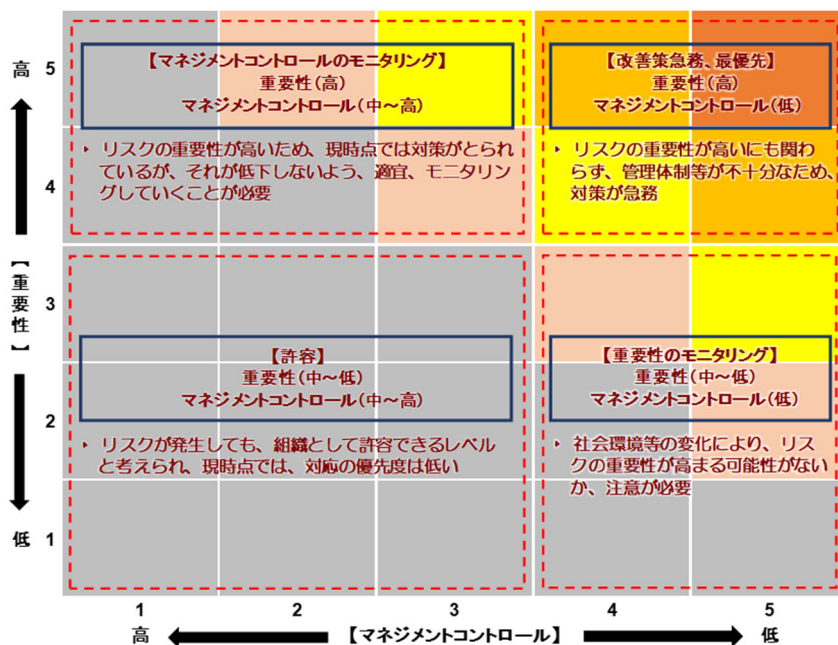 高
5
4
【重要性】
3
2
1
低
【マネジメントコントロールのモニタリング】
重要性(高)
マネジメントコントロール(中～高)
▸ リスクの重要性が高いため、現時点では対策がとられ
ているが、それが低下しないよう、適宜、モニタリン
グしていくことが必要
【改善策急務、最優先】
重要性(高)
マネジメントコントロール(低)
▸ リスクの重要性が高いにも関わ
らず、管理体制等が不十分なため、
対策が急務
【許容】
重要性(中～低)
マネジメントコントロール(中～高)
▸ リスクが発生しても、組織として許容できるレベル
と考えられ、現時点では、対応の優先度は低い
【重要性のモニタリング】
重要性(中～低)
マネジメントコントロール(低)
▸ 社会環境等の変化により、リス
クの重要性が高まる可能性がない
か、注意が必要
1 2 3 4 5
高 【マネジメントコントロール】 低